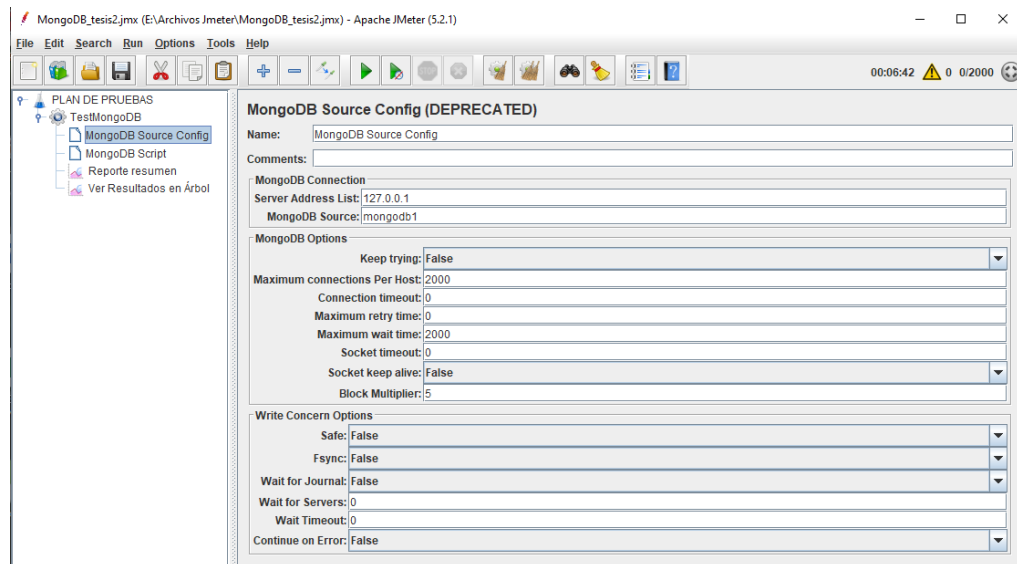 MongoDB_tesis2.jmx (E:\Archivos Jmeter\MongoDB_tesis2.jmx) - Apache JMeter (5.2.1)
File Edit Search Run Options Tools Help
STOP
00:06:42 0 0/2000
PLAN DE PRUEBAS
TestMongoDB
MongoDB Source Config
MongoDB Script
Reporte resumen
Ver Resultados en Árbol
MongoDB Source Config (DEPRECATED)
Name: MongoDB Source Config
Comments:
MongoDB Connection
Server Address List: 127.0.0.1
MongoDB Source: mongodb1
MongoDB Options
Keep trying: False
Maximum connections Per Host: 2000
Connection timeout: 0
Maximum retry time: 0
Maximum wait time: 2000
Socket timeout: 0
Socket keep alive: False
Block Multiplier: 5
Write Concern Options
Safe: False
Fsync: False
Wait for Journal: False
Wait for Servers: 0
Wait Timeout: 0
Continue on Error: False